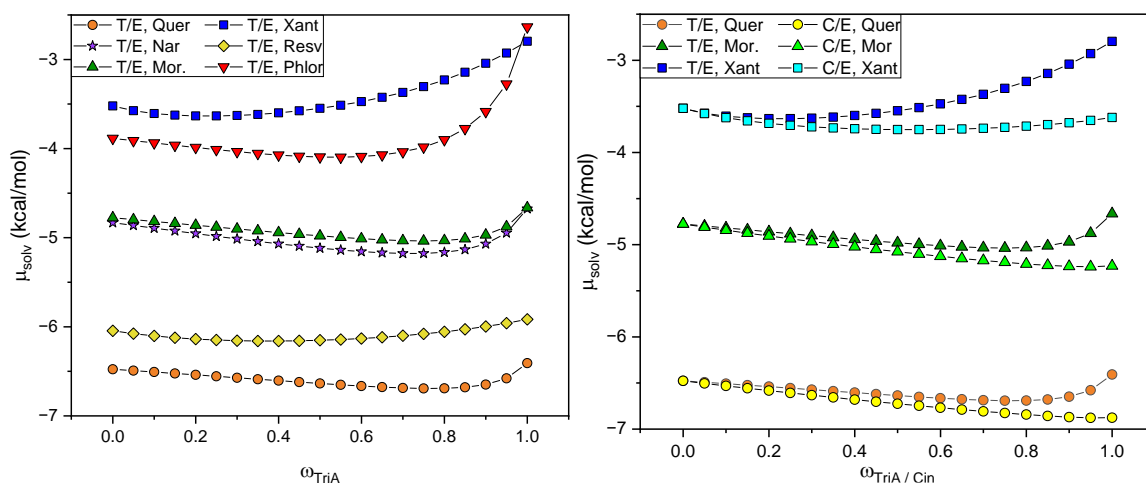 T/E, Quer T/E, Xant
T/E, Nar T/E, Resv
T/E, Mor. T/E, Phlor
−3
−4
−5
−6
−7
μsolv (kcal/mol)
0.0 0.2 0.4 0.6 0.8 1.0
ωTriA
T/E, Quer C/E, Quer
T/E, Mor. C/E, Mor
T/E, Xant C/E, Xant
−3
−4
−5
−6
−7
μsolv (kcal/mol)
0.0 0.2 0.4 0.6 0.8 1.0
ωTriA / Cin